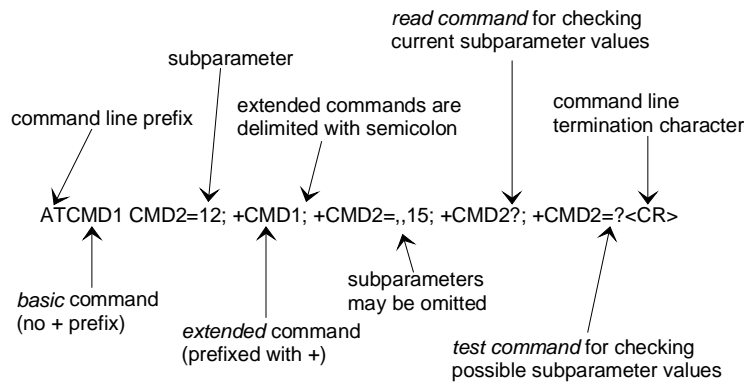 read command for checking
current subparameter values
subparameter
extended commands are
delimited with semicolon
command line
termination character
command line prefix
ATCMD1 CMD2=12; +CMD1; +CMD2=,,15; +CMD2?; +CMD2=?<CR>
subparameters
may be omitted
basic command
(no + prefix)
extended command
(prefixed with +)
test command for checking
possible subparameter values